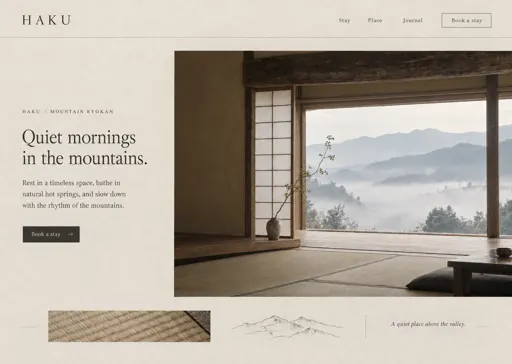 HAKU
Stay Place Journal Book a stay
HAKU / MOUNTAIN RYOKAN
Quiet mornings
in the mountains.
Rest in a timeless space, bathe in
natural hot springs, and slow down
with the rhythm of the mountains.
Book a stay →
A quiet place above the valley.